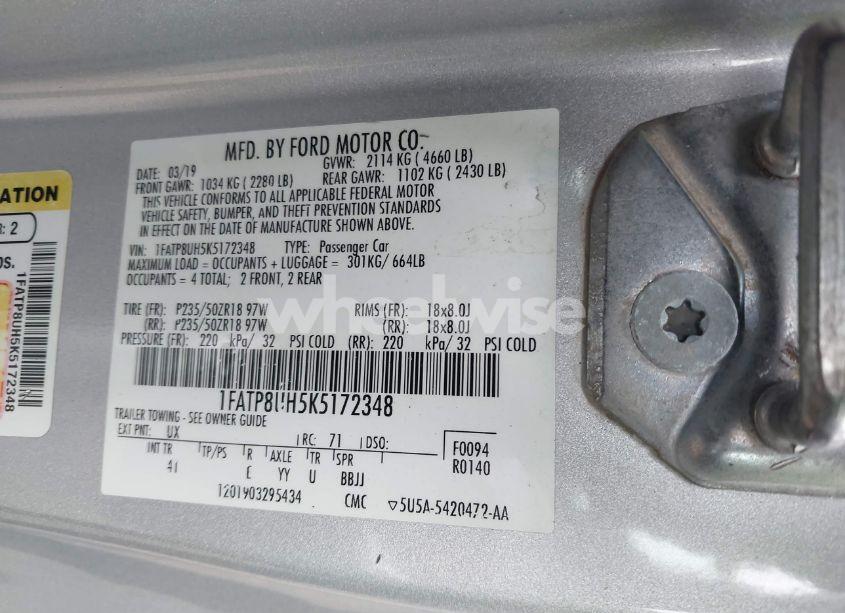 MFD. BY FORD MOTOR CO.
DATE: 03/19 GVWR: 2114 KG ( 4660 LB)
FRONT GAWR: 1034 KG ( 2280 LB) REAR GAWR: 1102 KG ( 2430 LB)
THIS VEHICLE CONFORMS TO ALL APPLICABLE FEDERAL MOTOR
VEHICLE SAFETY, BUMPER, AND THEFT PREVENTION STANDARDS
IN EFFECT ON THE DATE OF MANUFACTURE SHOWN ABOVE.
VIN: 1FATP8UH5K5172348 TYPE: Passenger Car
MAXIMUM LOAD = OCCUPANTS + LUGGAGE = 301KG/ 664LB
OCCUPANTS = 4 TOTAL; 2 FRONT, 2 REAR
TIRE (FR): P235/50ZR18 97W RIMS (FR): 18x8.0J
(RR): P235/50ZR18 97W (RR): 18x8.0J
PRESSURE (FR): 220 kPa/ 32 PSI COLD (RR): 220 kPa/ 32 PSI COLD
1FATP8UH5K5172348
TRAILER TOWING - SEE OWNER GUIDE
EXT PNT: UX RC: 71 DSO: F0094
INT TR TP/PS R AXLE TR SPR R0140
41 E YY U BBJJ
1201903295434 CMC ▽5U5A-5420472-AA
ATION
R: 2
OS.
1FATP8UH5K5172348
wheelwise